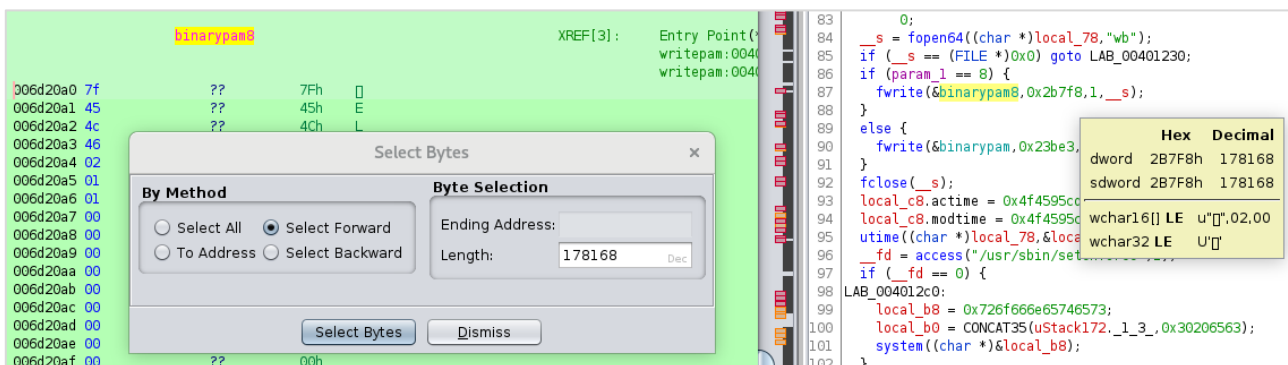 binarypam8 XREF[3]: Entry Point(*
writepam:0040
writepam:0040
006d20a0 7f ?? 7Fh
006d20a1 45 ?? 45h E
006d20a2 4c ?? 4Ch L
006d20a3 46
006d20a4 02
006d20a5 01
006d20a6 01
006d20a7 00
006d20a8 00
006d20a9 00
006d20aa 00
006d20ab 00
006d20ac 00
006d20ad 00
006d20ae 00
006d20af 00 ?? 00h
Select Bytes ×
By Method
Select All Select Forward
To Address Select Backward
Byte Selection
Ending Address:
Length: 178168 Dec
Select Bytes Dismiss
83 0;
84 __s = fopen64((char *)local_78,"wb");
85 if (__s == (FILE *)0x0) goto LAB_00401230;
86 if (param_1 == 8) {
87 fwrite(&binarypam8,0x2b7f8,1,__s);
88 }
89 else {
90 fwrite(&binarypam,0x23be3,
91 }
92 fclose(__s);
93 local_c8.actime = 0x4f4595cd
94 local_c8.modtime = 0x4f4595c
95 utime((char *)local_78,&loca
96 __fd = access("/usr/sbin/set
97 if (__fd == 0) {
98 LAB_004012c0:
99 local_b8 = 0x726f666e65746573;
100 local_b0 = CONCAT35(uStack172._1_3_,0x30206563);
101 system((char *)&local_b8);
102 }
Hex Decimal
dword 2B7F8h 178168
sdword 2B7F8h 178168
wchar16[] LE u"▯",02,00
wchar32 LE U'▯'